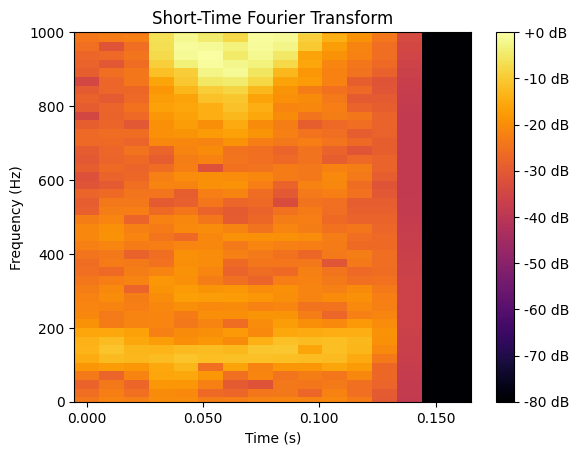 Short-Time Fourier Transform
1000
800
600
400
200
0
Frequency (Hz)
0.000
0.050
0.100
0.150
Time (s)
+0 dB
-10 dB
-20 dB
-30 dB
-40 dB
-50 dB
-60 dB
-70 dB
-80 dB